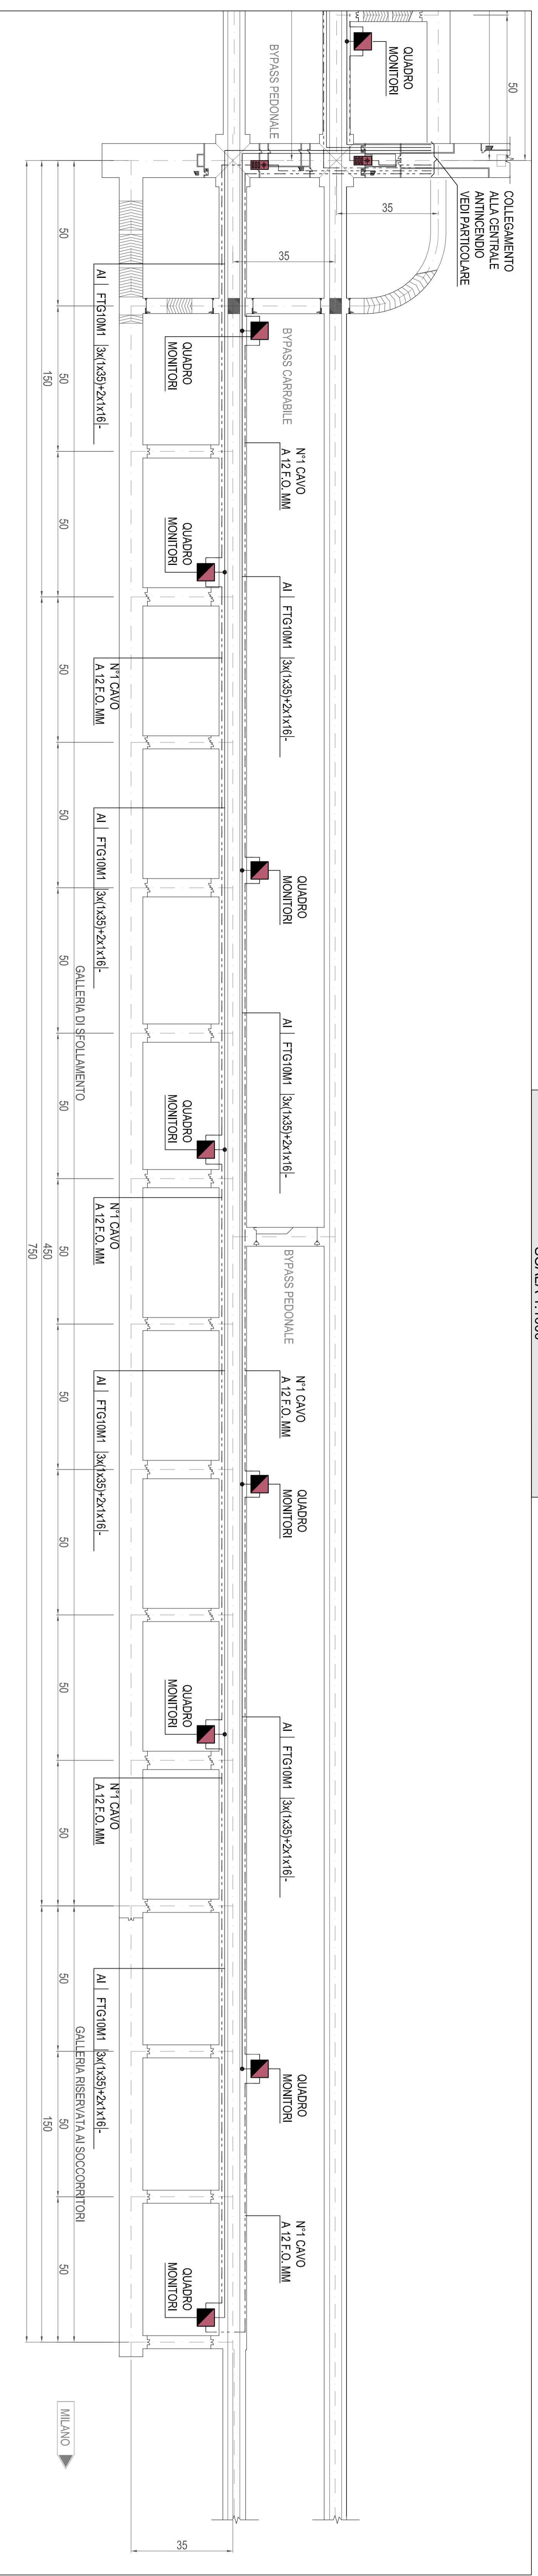 50
QUADRO
MONITORI
BYPASS PEDONALE
COLLEGAMENTO
ALLA CENTRALE
ANTINCENDIO
VEDI PARTICOLARE
35
35
50
AI FTG10M1 3x(1x35)+2x1x16 -
QUADRO
MONITORI
BYPASS CARRABILE
50
150
N°1 CAVO
A 12 F.O. MM
50
QUADRO
MONITORI
AI FTG10M1 3x(1x35)+2x1x16 -
50
N°1 CAVO
A 12 F.O. MM
50
AI FTG10M1 3x(1x35)+2x1x16 -
QUADRO
MONITORI
50
GALLERIA DI SFOLLAMENTO
AI FTG10M1 3x(1x35)+2x1x16 -
50
QUADRO
MONITORI
N°1 CAVO
A 12 F.O. MM
50
450
750
BYPASS PEDONALE
50
N°1 CAVO
A 12 F.O. MM
AI FTG10M1 3x(1x35)+2x1x16 -
QUADRO
MONITORI
50
50
QUADRO
MONITORI
AI FTG10M1 3x(1x35)+2x1x16 -
N°1 CAVO
A 12 F.O. MM
50
50
AI FTG10M1 3x(1x35)+2x1x16 -
GALLERIA RISERVATA AI SOCCORRITORI
QUADRO
MONITORI
50
150
N°1 CAVO
A 12 F.O. MM
50
QUADRO
MONITORI
MILANO
35